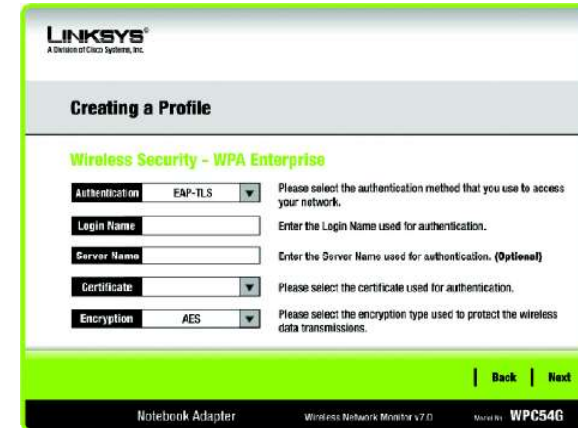 LINKSYS®
A Division of Cisco Systems, Inc.
Creating a Profile
Wireless Security - WPA Enterprise
Authentication EAP-TLS Please select the authentication method that you use to access
your network.
Login Name Enter the Login Name used for authentication.
Server Name Enter the Server Name used for authentication. (Optional)
Certificate Please select the certificate used for authentication.
Encryption AES Please select the encryption type used to protect the wireless
data transmissions.
Back Next
Notebook Adapter Wireless Network Monitor v7.0 Model No. WPC54G